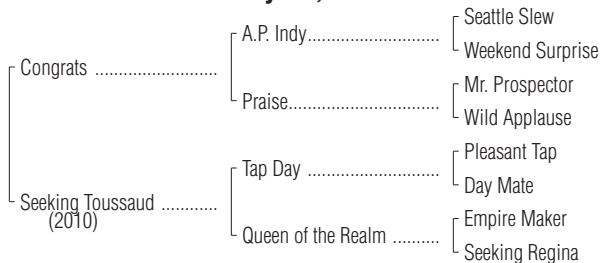 Seattle Slew
A.P. Indy..............................
Weekend Surprise
Congrats ..........................
Mr. Prospector
Praise..................................
Wild Applause
Pleasant Tap
Tap Day ..............................
Day Mate
Seeking Toussaud ............
(2010)
Empire Maker
Queen of the Realm ..........
Seeking Regina